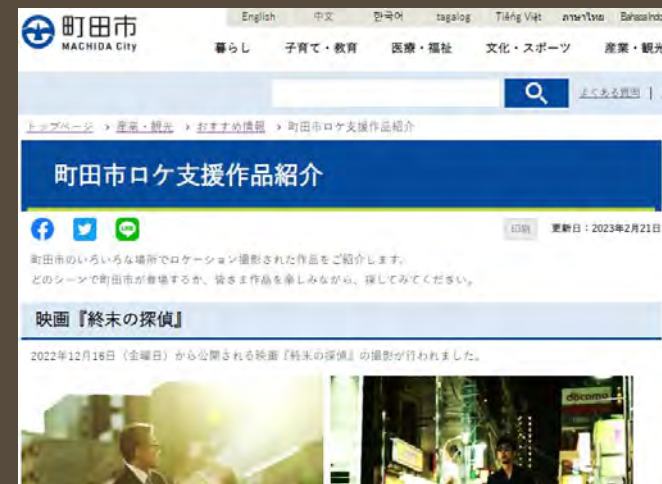 町田市
MACHIDA City
English 中文 한국어 tagalog Tiếng Việt ภาษาไทย
暮らし 子育て・教育 医療・福祉 文化・スポーツ 産業・観光
よくある質問 |
トップページ > 産業・観光 > おすすめ情報 > 町田市ロケ支援作品紹介
町田市ロケ支援作品紹介
LINE
印刷 更新日：2023年2月21日
町田市のいろいろな場所でロケーション撮影された作品をご紹介します。
どのシーンで町田市が登場するか、皆さま作品を楽しみながら、探してみてください。
映画『終末の探偵』
2022年12月16日（金曜日）から公開される映画『終末の探偵』の撮影が行われました。
docomo